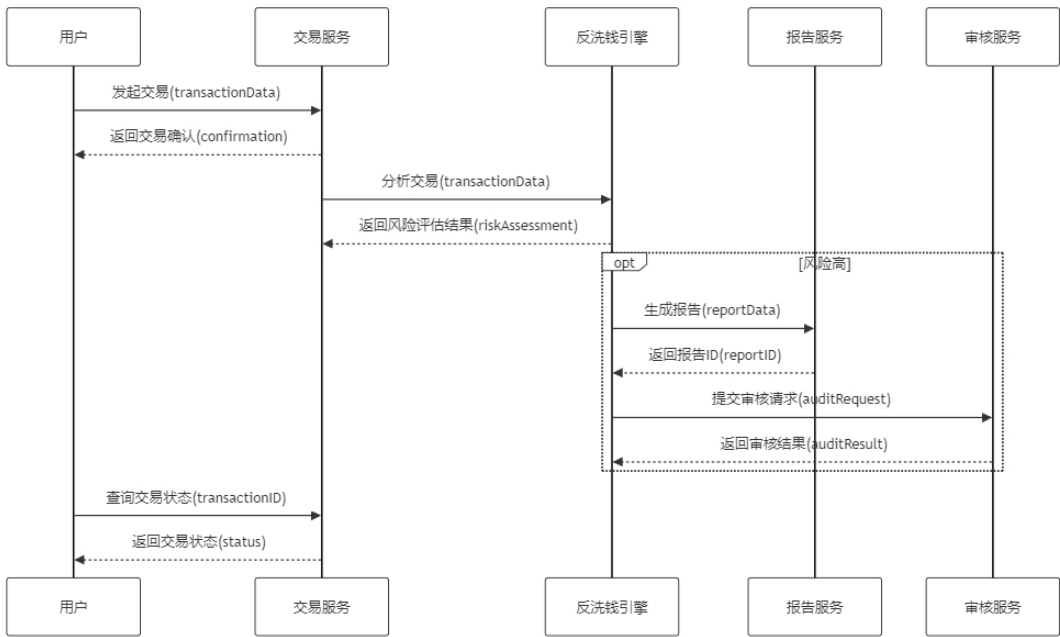 用户 交易服务 反洗钱引擎 报告服务 审核服务
发起交易(transactionData)
返回交易确认(confirmation)
分析交易(transactionData)
返回风险评估结果(riskAssessment)
opt [风险高]
生成报告(reportData)
返回报告ID(reportID)
提交审核请求(auditRequest)
返回审核结果(auditResult)
查询交易状态(transactionID)
返回交易状态(status)
用户 交易服务 反洗钱引擎 报告服务 审核服务